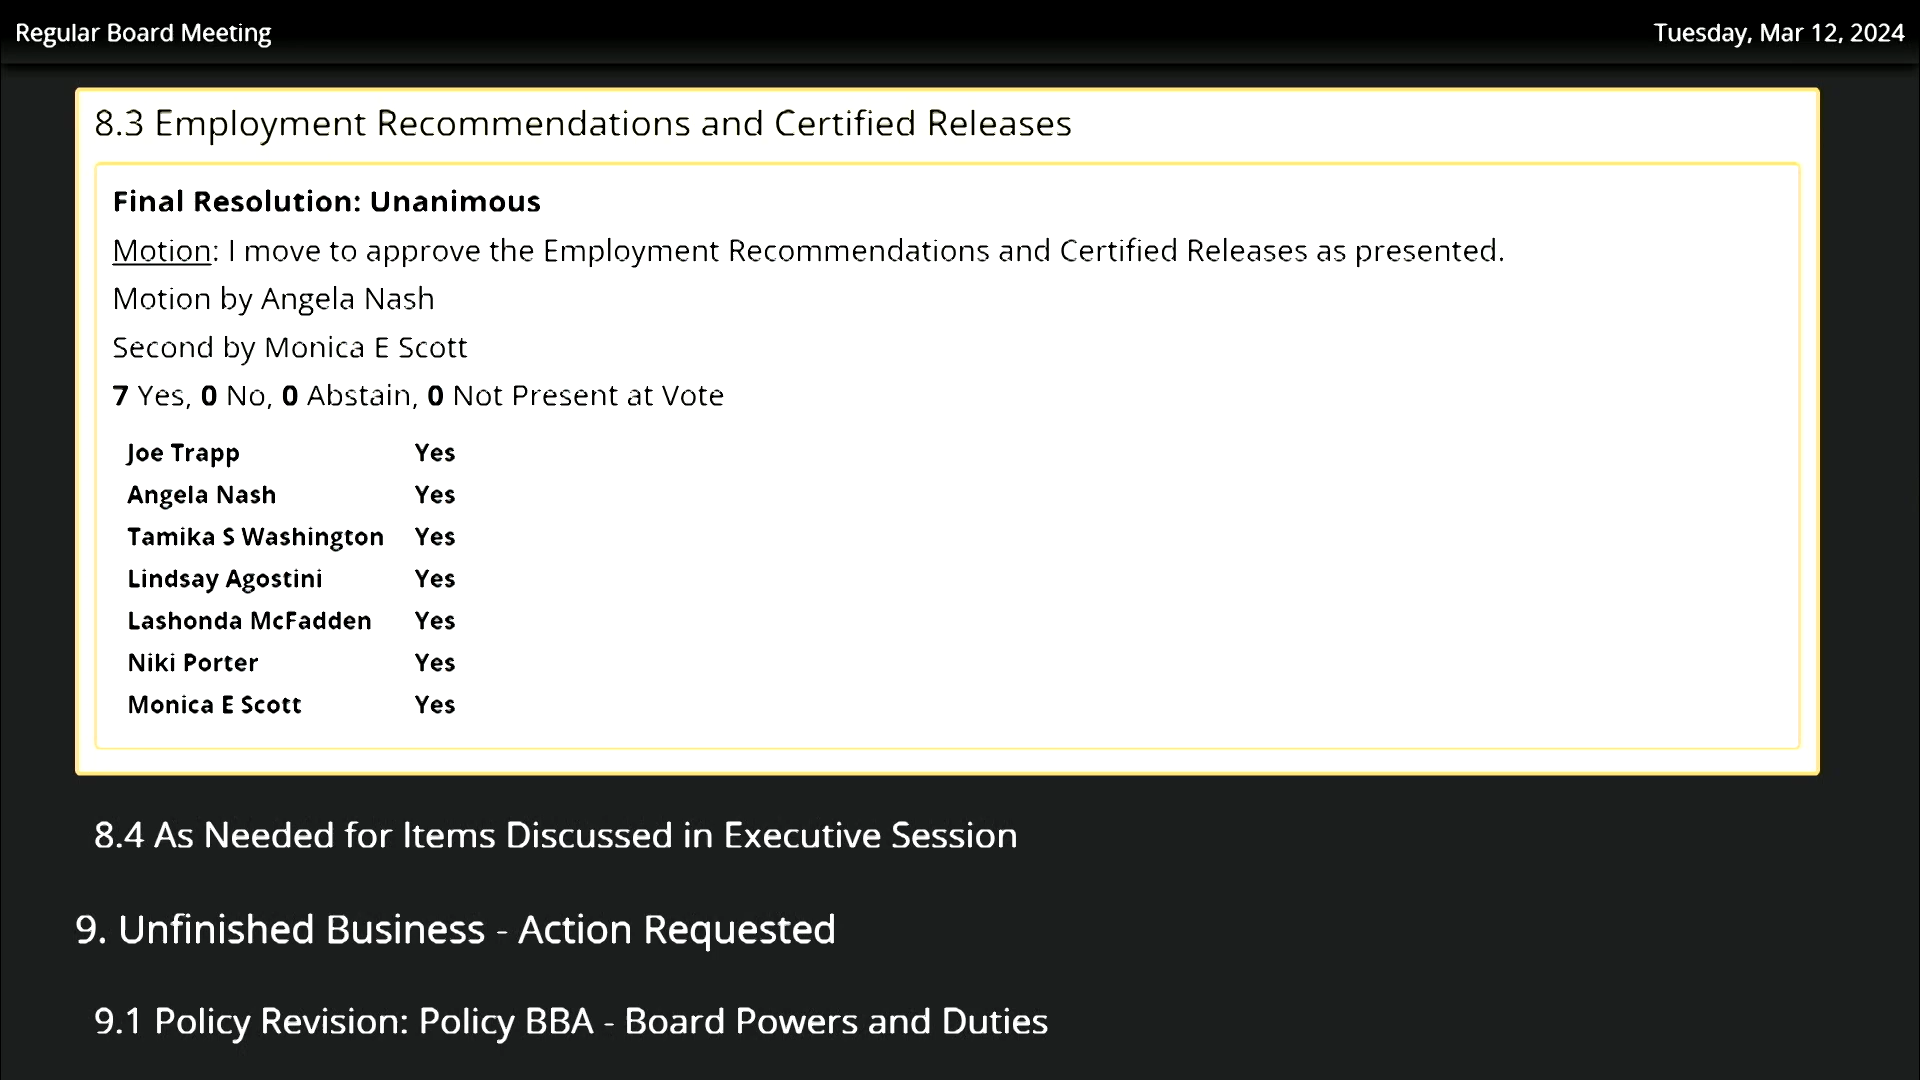 Regular Board Meeting
Tuesday, Mar 12, 2024
8.3 Employment Recommendations and Certified Releases
Final Resolution: Unanimous
Motion: I move to approve the Employment Recommendations and Certified Releases as presented.
Motion by Angela Nash
Second by Monica E Scott
7 Yes, 0 No, 0 Abstain, 0 Not Present at Vote
Joe Trapp Yes
Angela Nash Yes
Tamika S Washington Yes
Lindsay Agostini Yes
Lashonda McFadden Yes
Niki Porter Yes
Monica E Scott Yes
8.4 As Needed for Items Discussed in Executive Session
9. Unfinished Business - Action Requested
9.1 Policy Revision: Policy BBA - Board Powers and Duties